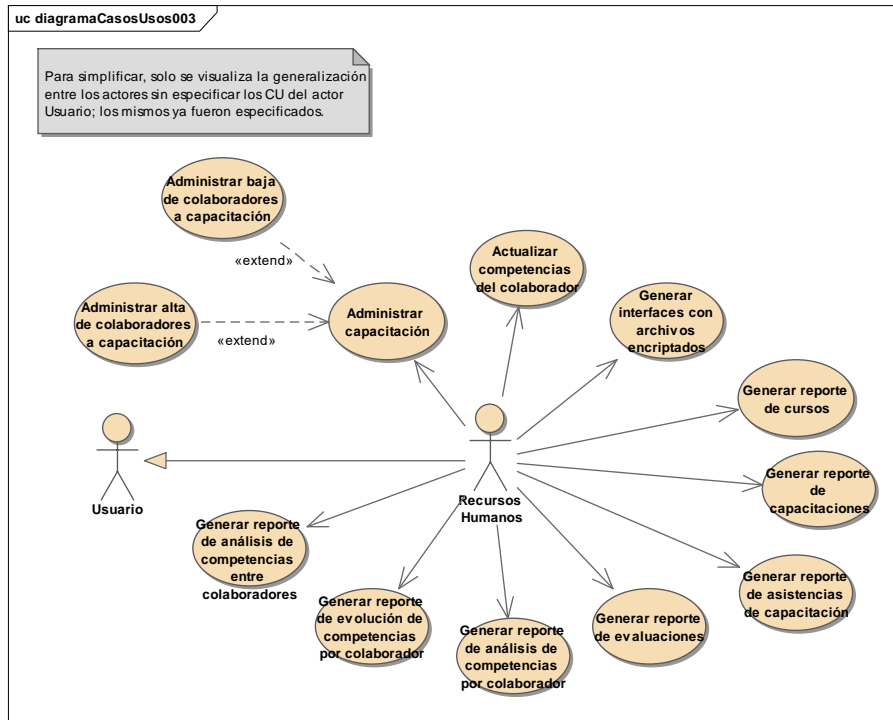 uc diagramaCasosUsos003
Para simplificar, solo se visualiza la generalización
entre los actores sin especificar los CU del actor
Usuario; los mismos ya fueron especificados.
Administrar baja
de colaboradores
a capacitación
«extend»
Actualizar
competencias
del colaborador
Administrar alta
de colaboradores
a capacitación
«extend»
Administrar
capacitación
Generar
interfaces con
archivos
encriptados
Generar reporte
de cursos
Usuario
Recursos
Humanos
Generar reporte
de
capacitaciones
Generar reporte
de análisis de
competencias
entre
colaboradores
Generar reporte
de evolución de
competencias
por colaborador
Generar reporte
de análisis de
competencias
por colaborador
Generar reporte
de evaluaciones
Generar reporte
de asistencias
de capacitación